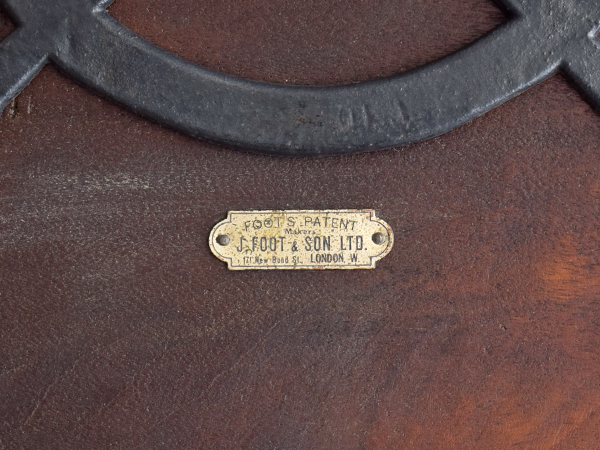 FOOT'S PATENT
Makers
J. FOOT & SON LTD.
171 New Bond St. LONDON, W.